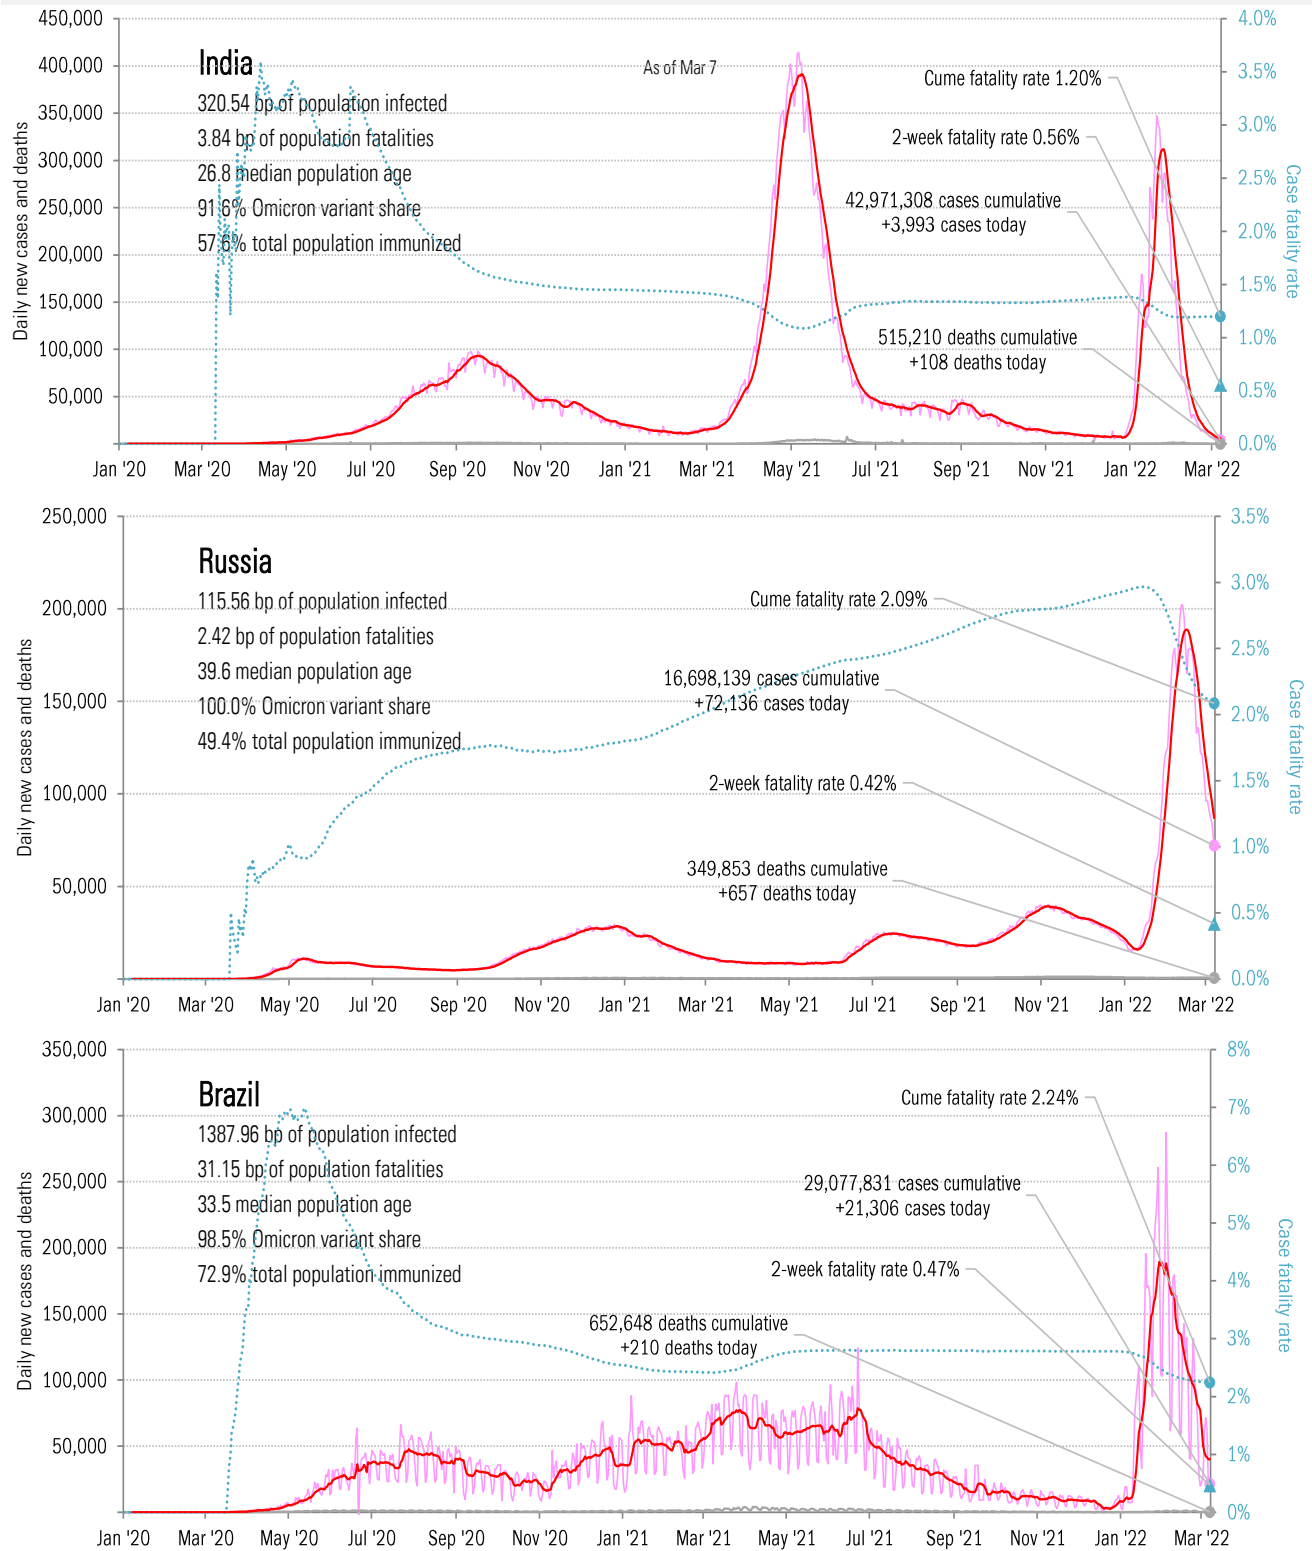 450,000
400,000
350,000
300,000
250,000
200,000
150,000
100,000
50,000
-
Daily new cases and deaths
India
320.54 bp of population infected
3.84 bp of population fatalities
26.8 median population age
91.6% Omicron variant share
57.6% total population immunized
As of Mar 7
Cume fatality rate 1.20%
2-week fatality rate 0.56%
42,971,308 cases cumulative
+3,993 cases today
515,210 deaths cumulative
+108 deaths today
4.0%
3.5%
3.0%
2.5%
2.0%
1.5%
1.0%
0.5%
0.0%
Case fatality rate
Jan '20 Mar '20 May '20 Jul '20 Sep '20 Nov '20 Jan '21 Mar '21 May '21 Jul '21 Sep '21 Nov '21 Jan '22 Mar '22
250,000
200,000
150,000
100,000
50,000
-
Daily new cases and deaths
Russia
115.56 bp of population infected
2.42 bp of population fatalities
39.6 median population age
100.0% Omicron variant share
49.4% total population immunized
Cume fatality rate 2.09%
16,698,139 cases cumulative
+72,136 cases today
2-week fatality rate 0.42%
349,853 deaths cumulative
+657 deaths today
3.5%
3.0%
2.5%
2.0%
1.5%
1.0%
0.5%
0.0%
Case fatality rate
Jan '20 Mar '20 May '20 Jul '20 Sep '20 Nov '20 Jan '21 Mar '21 May '21 Jul '21 Sep '21 Nov '21 Jan '22 Mar '22
350,000
300,000
250,000
200,000
150,000
100,000
50,000
-
Daily new cases and deaths
Brazil
1387.96 bp of population infected
31.15 bp of population fatalities
33.5 median population age
98.5% Omicron variant share
72.9% total population immunized
Cume fatality rate 2.24%
29,077,831 cases cumulative
+21,306 cases today
2-week fatality rate 0.47%
652,648 deaths cumulative
+210 deaths today
8%
7%
6%
5%
4%
3%
2%
1%
0%
Case fatality rate
Jan '20 Mar '20 May '20 Jul '20 Sep '20 Nov '20 Jan '21 Mar '21 May '21 Jul '21 Sep '21 Nov '21 Jan '22 Mar '22